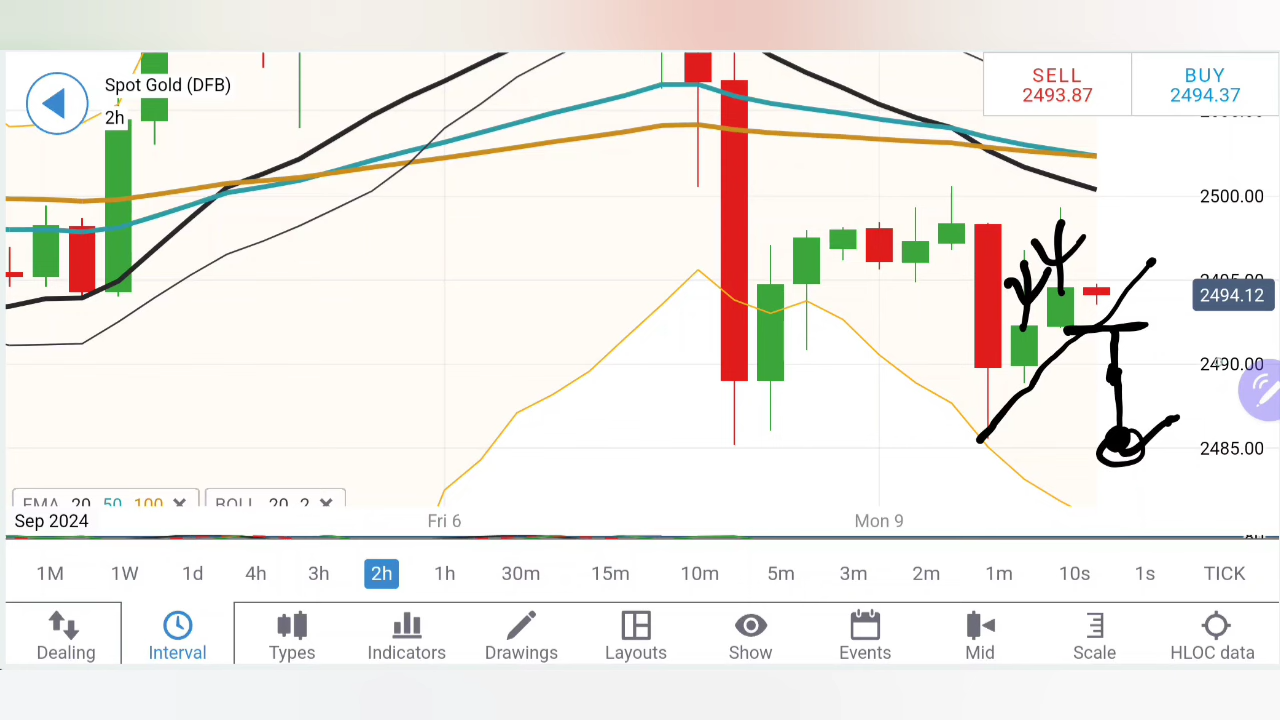 Spot Gold (DFB)
2h
SELL
2493.87
BUY
2494.37
2500.00
2494.12
2490.00
2485.00
EMA 20 50 100
BOLL 20 2
Sep 2024
Fri 6
Mon 9
1M 1W 1d 4h 3h 2h 1h 30m 15m 10m 5m 3m 2m 1m 10s 1s TICK
Dealing Interval Types Indicators Drawings Layouts Show Events Mid Scale HLOC data